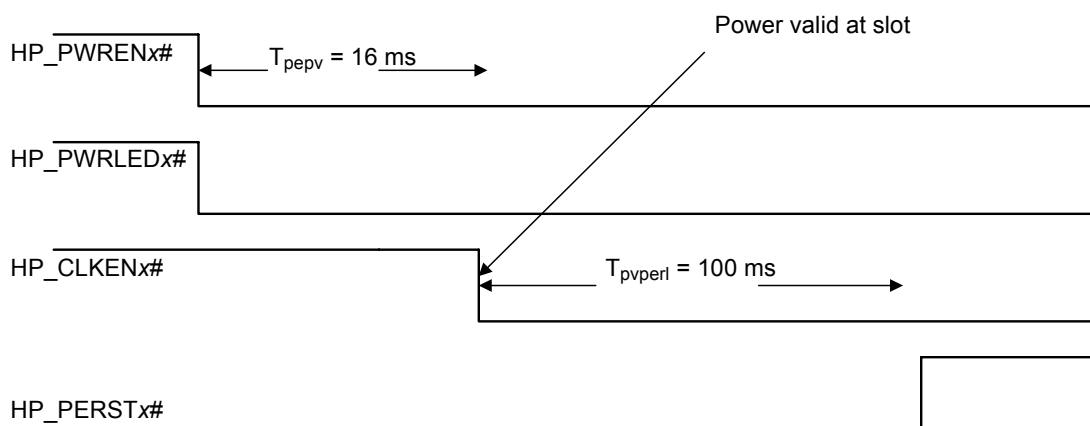 Power valid at slot
HP_PWRENx#
Tpepv = 16 ms
HP_PWRLEDx#
HP_CLKENx#
Tpvperl = 100 ms
HP_PERSTx#